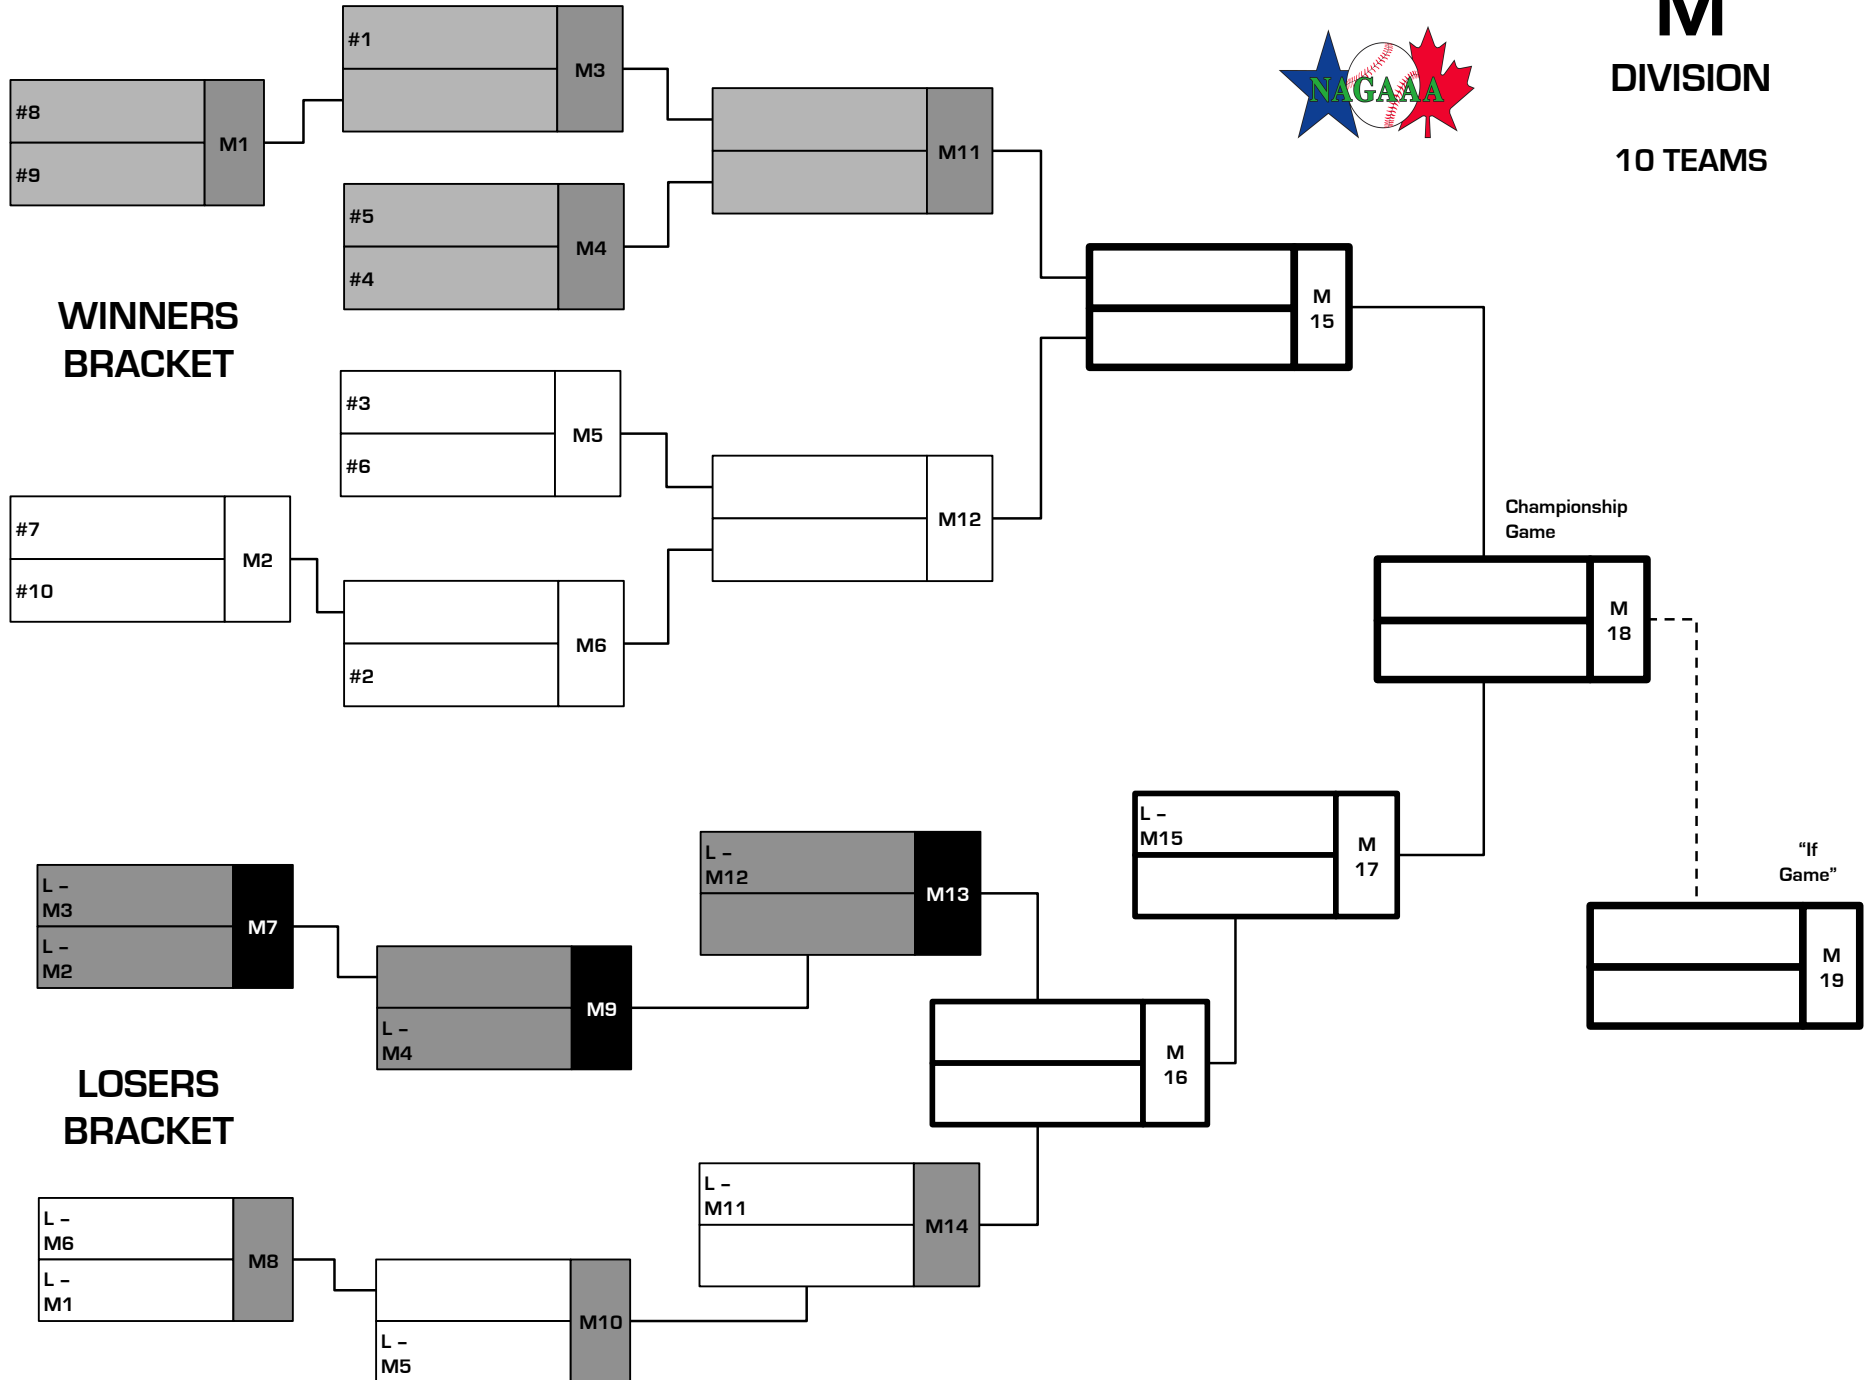 M
DIVISION
10 TEAMS
NAGAAA
#1
M3
#8
M1
#9
M11
#5
M4
#4
WINNERS
BRACKET
M
15
#3
M5
#6
M12
#7
M2
#10
M6
#2
Championship
Game
M
18
L –
M15
M
17
"If
Game"
M
19
L –
M12
M13
L –
M3
M7
L –
M2
M9
L –
M4
M
16
LOSERS
BRACKET
L –
M11
M14
L –
M6
M8
L –
M1
M10
L –
M5